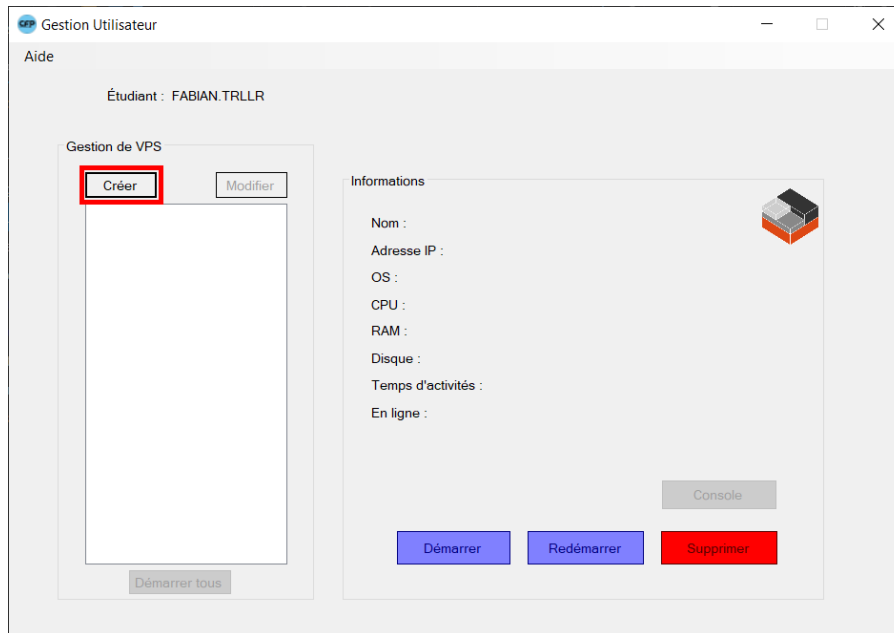 CFP Gestion Utilisateur
Aide
Étudiant : FABIAN.TRLLR
Gestion de VPS
Créer
Modifier
Démarrer tous
Informations
Nom :
Adresse IP :
OS :
CPU :
RAM :
Disque :
Temps d'activités :
En ligne :
Console
Démarrer
Redémarrer
Supprimer